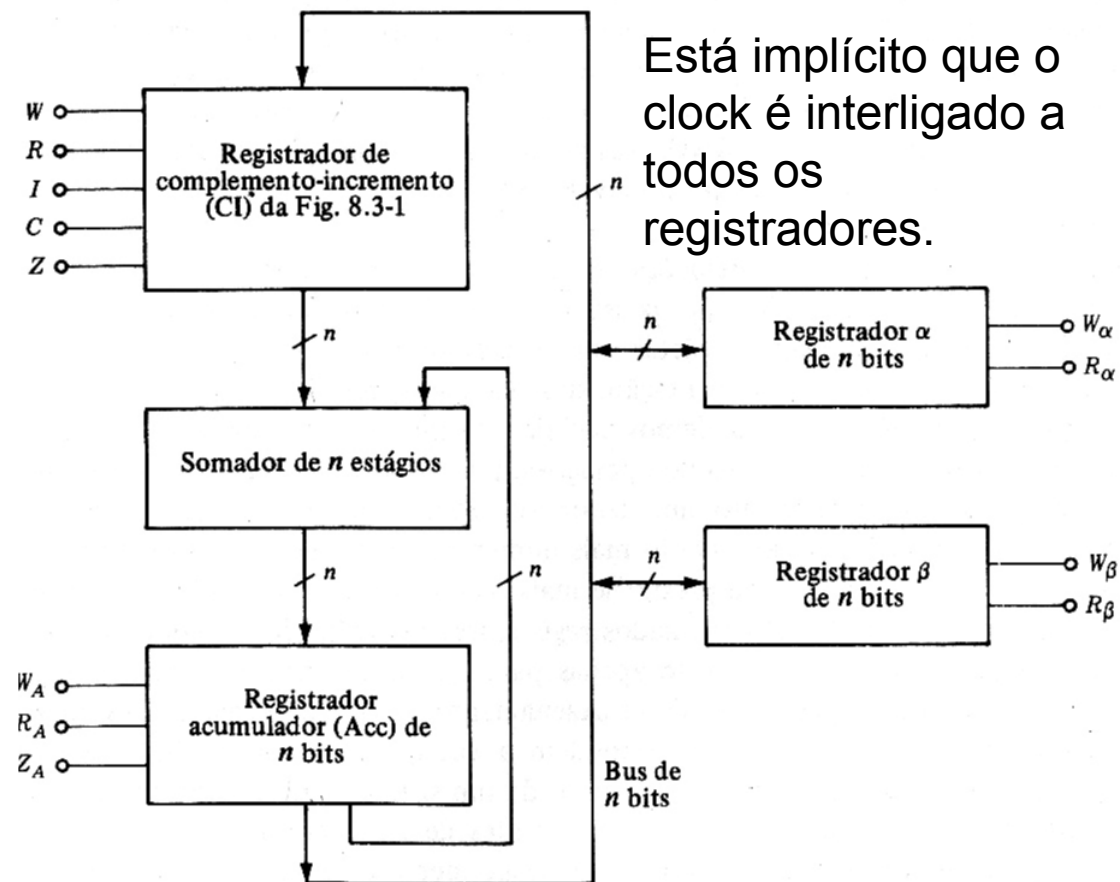 Está implícito que o
clock é interligado a
todos os
registradores.
W
R
I
C
Z
Registrador de
complemento-incremento
(CI) da Fig. 8.3-1
n
n
n
Registrador α
de n bits
Wα
Rα
Somador de n estágios
n
n
n
Registrador β
de n bits
Wβ
Rβ
WA
RA
ZA
Registrador
acumulador (Acc) de
n bits
Bus de
n bits